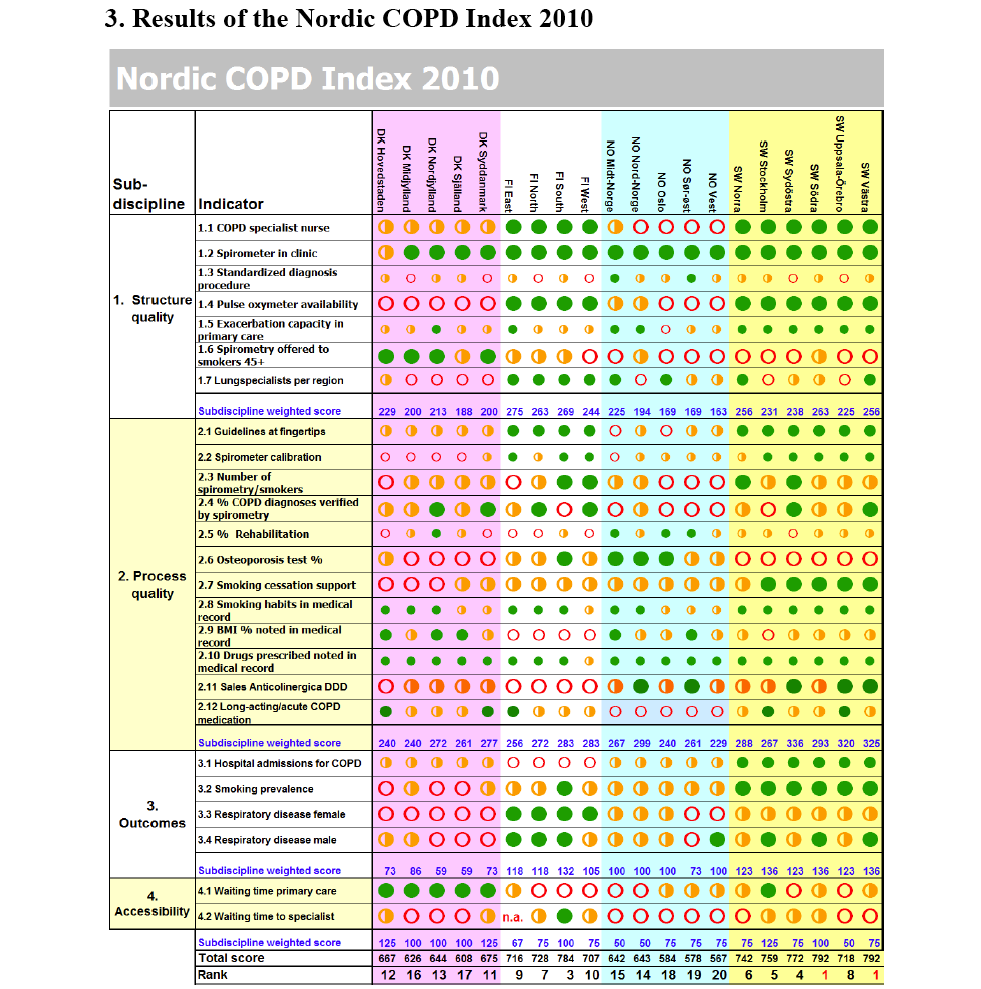 3. Results of the Nordic COPD Index 2010
Nordic COPD Index 2010
Sub-
discipline
Indicator
DK Hovedstaden
DK Midjylland
DK Nordjylland
DK Själland
DK Syddanmark
FI East
FI North
FI South
FI West
NO Midt-Norge
NO Nord-Norge
NO Oslo
NO Sør-øst
NO Vest
SW Norra
SW Stockholm
SW Sydöstra
SW Södra
SW Uppsala-Örebro
SW Västra
1. Structure
quality
1.1 COPD specialist nurse
1.2 Spirometer in clinic
1.3 Standardized diagnosis
procedure
1.4 Pulse oxymeter availability
1.5 Exacerbation capacity in
primary care
1.6 Spirometry offered to
smokers 45+
1.7 Lungspecialists per region
Subdiscipline weighted score 229 200 213 188 200 275 263 269 244 225 194 169 169 163 256 231 238 263 225 256
2. Process
quality
2.1 Guidelines at fingertips
2.2 Spirometer calibration
2.3 Number of
spirometry/smokers
2.4 % COPD diagnoses verified
by spirometry
2.5 % Rehabilitation
2.6 Osteoporosis test %
2.7 Smoking cessation support
2.8 Smoking habits in medical
record
2.9 BMI % noted in medical
record
2.10 Drugs prescribed noted in
medical record
2.11 Sales Anticolinergica DDD
2.12 Long-acting/acute COPD
medication
Subdiscipline weighted score 240 240 272 261 277 256 272 283 283 267 299 240 261 229 288 267 336 293 320 325
3.
Outcomes
3.1 Hospital admissions for COPD
3.2 Smoking prevalence
3.3 Respiratory disease female
3.4 Respiratory disease male
Subdiscipline weighted score 73 86 59 59 73 118 118 132 105 100 100 100 73 100 123 136 123 136 123 136
4.
Accessibility
4.1 Waiting time primary care
4.2 Waiting time to specialist n.a.
Subdiscipline weighted score 125 100 100 100 125 67 75 100 75 50 50 75 75 75 75 125 75 100 50 75
Total score 667 626 644 608 675 716 728 784 707 642 643 584 578 567 742 759 772 792 718 792
Rank 12 16 13 17 11 9 7 3 10 15 14 18 19 20 6 5 4 1 8 1